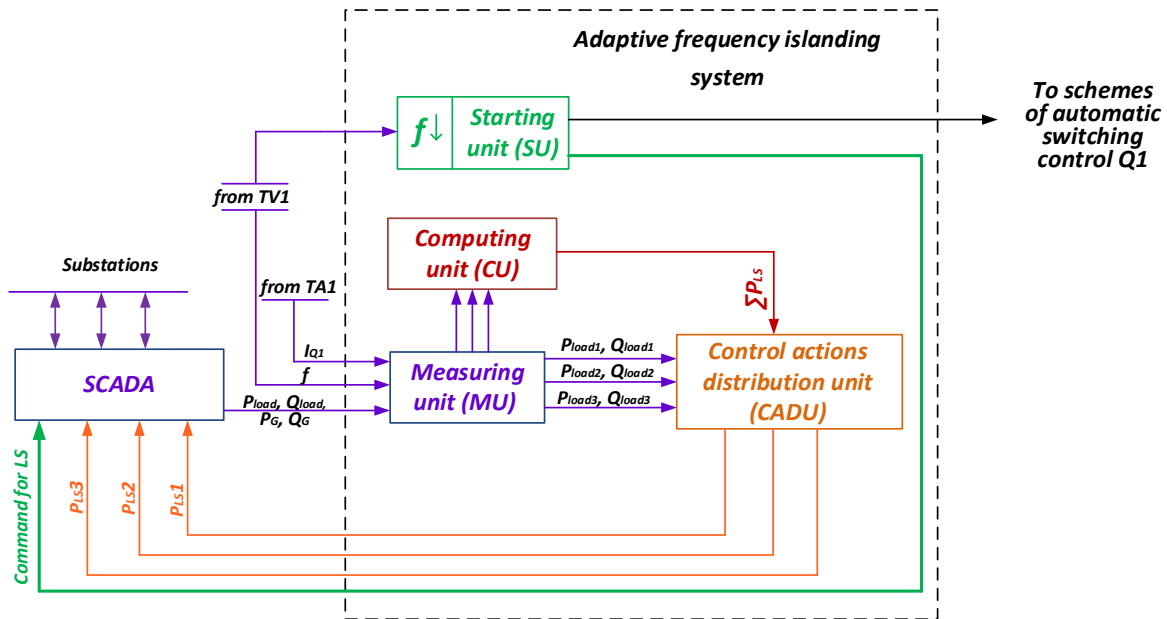 Adaptive frequency islanding
system
To schemes
of automatic
switching
control Q1
f↓
Starting
unit (SU)
from TV1
Computing
unit (CU)
Substations
from TA1
∑PLS
IQ1
f
Pload, Qload,
PG, QG
SCADA
Measuring
unit (MU)
Pload1, Qload1
Pload2, Qload2
Pload3, Qload3
Control actions
distribution unit
(CADU)
Command for LS
PLS3
PLS2
PLS1